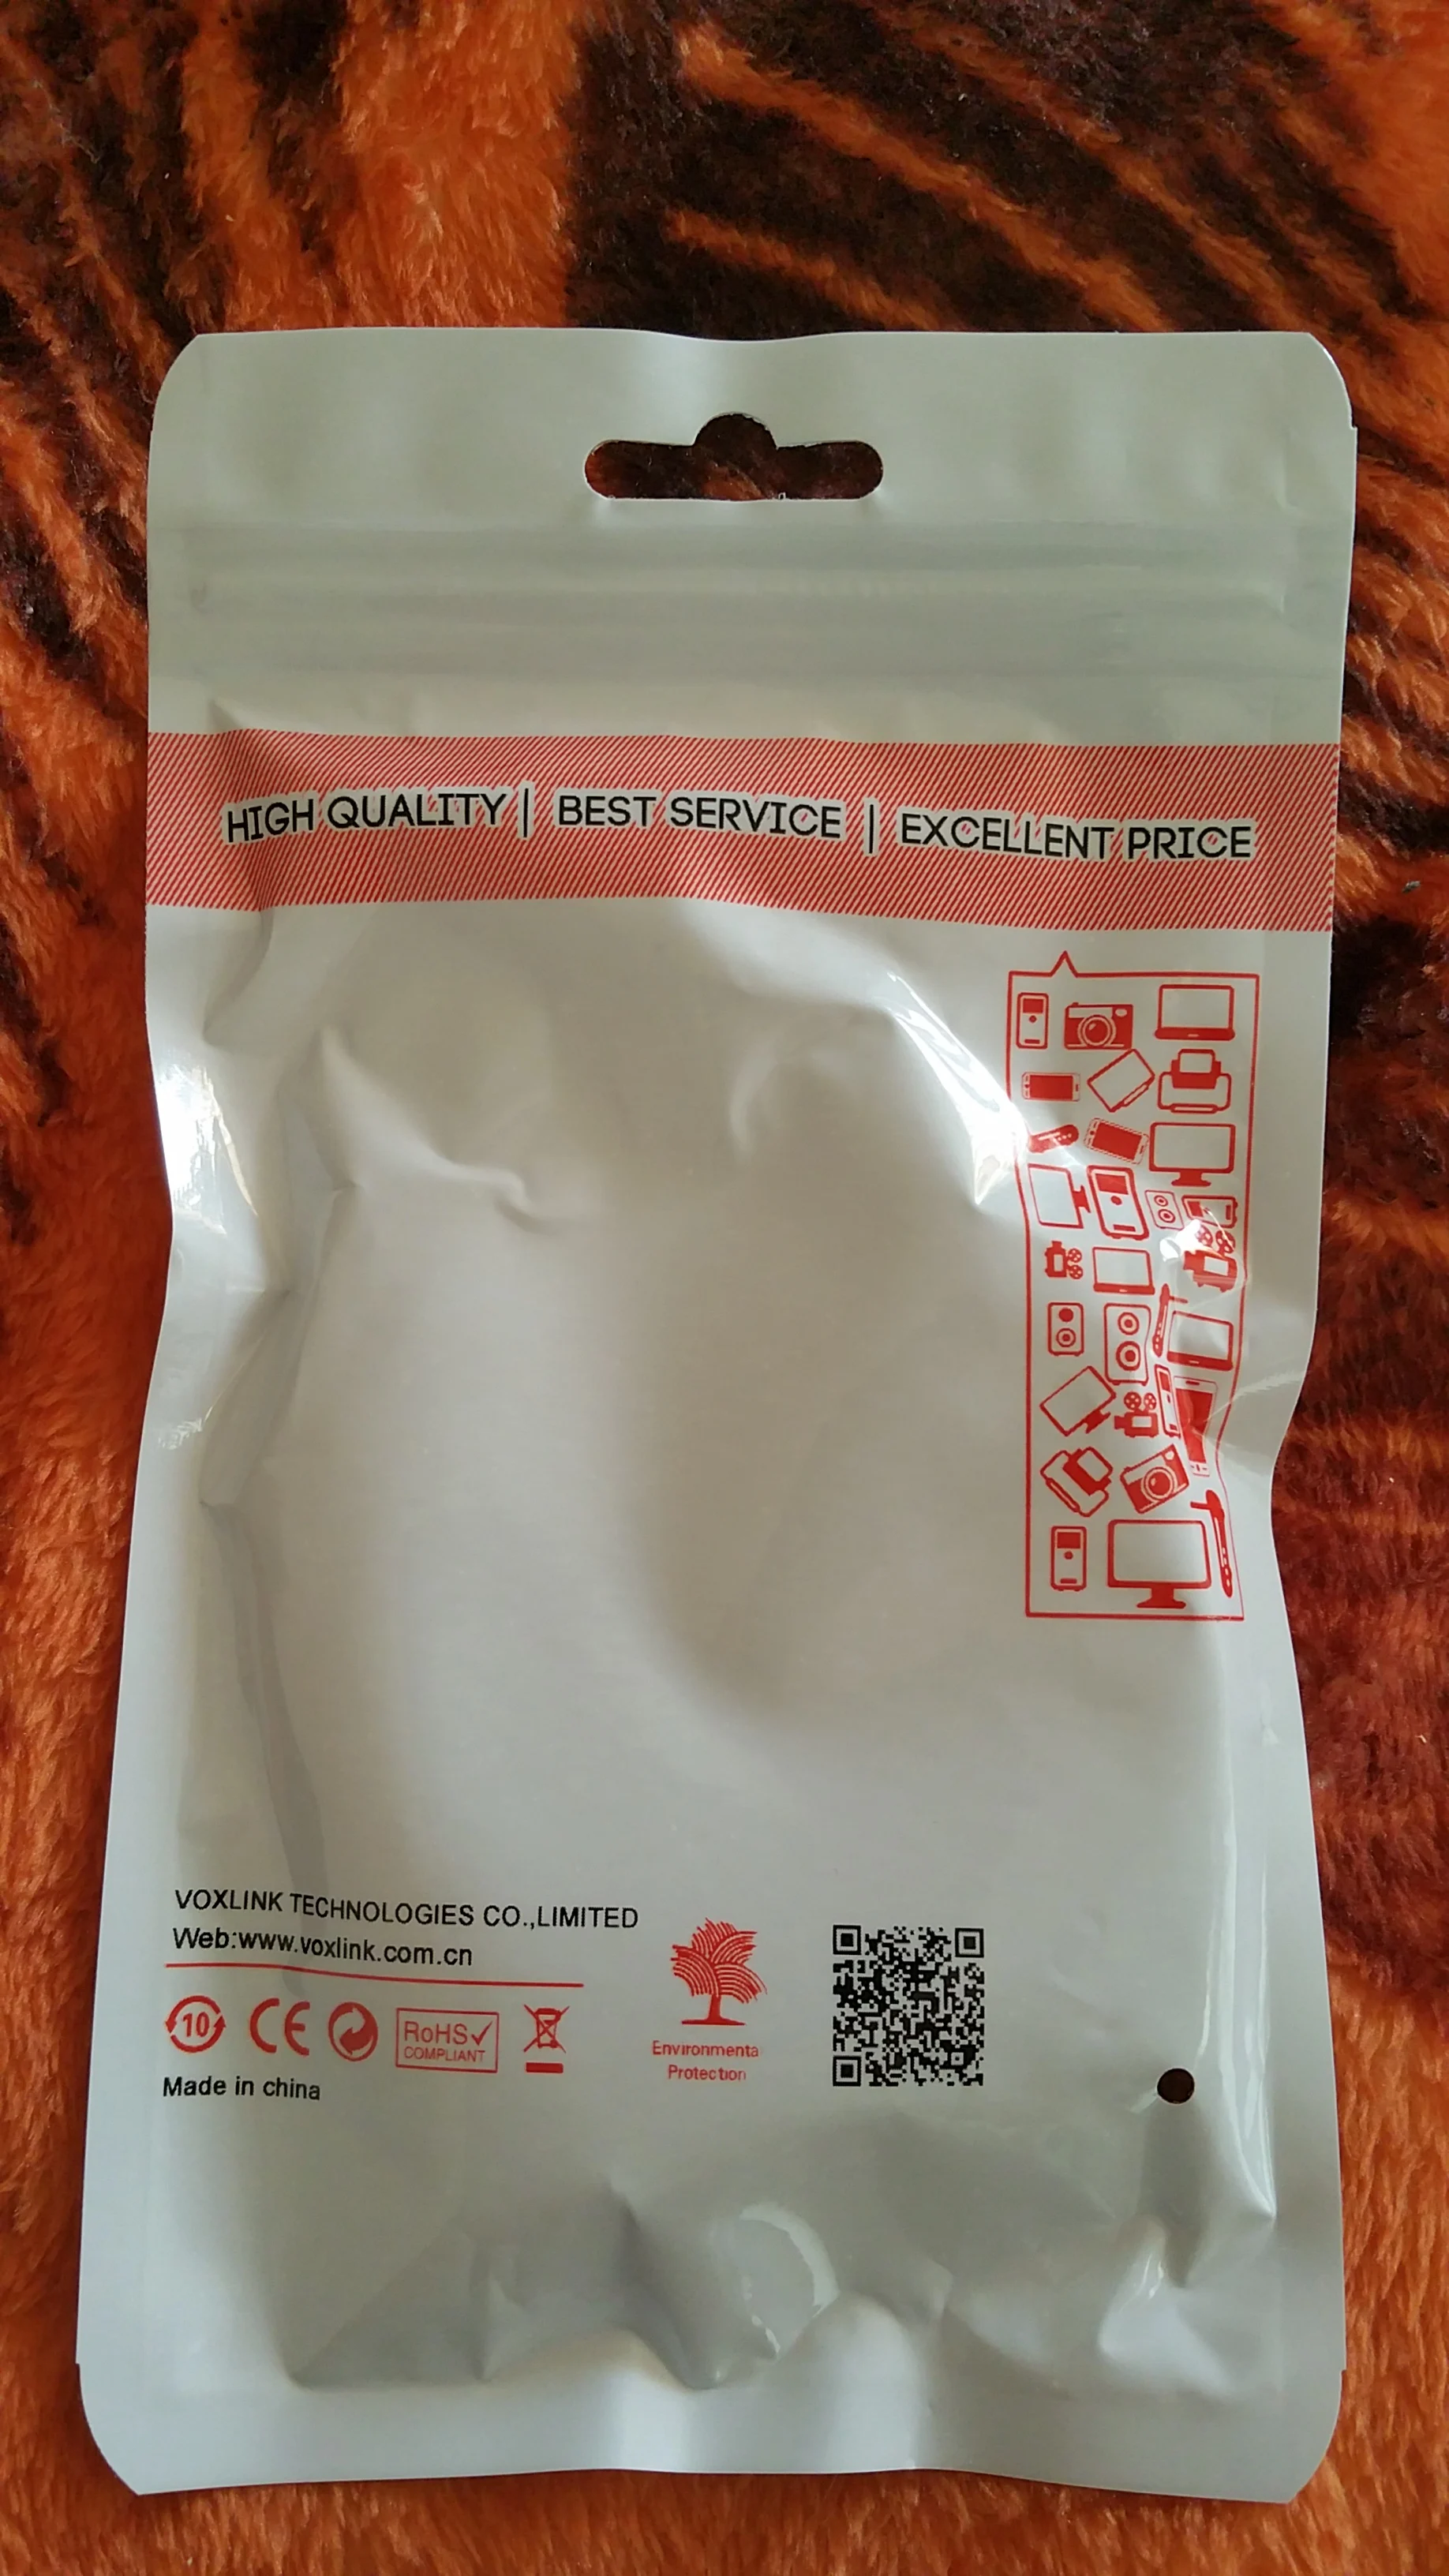 HIGH QUALITY | BEST SERVICE | EXCELLENT PRICE
VOXLINK TECHNOLOGIES CO.,LIMITED
Web:www.voxlink.com.cn
10 CE RoHS✓
COMPLIANT
Environmenta
Protection
Made in china